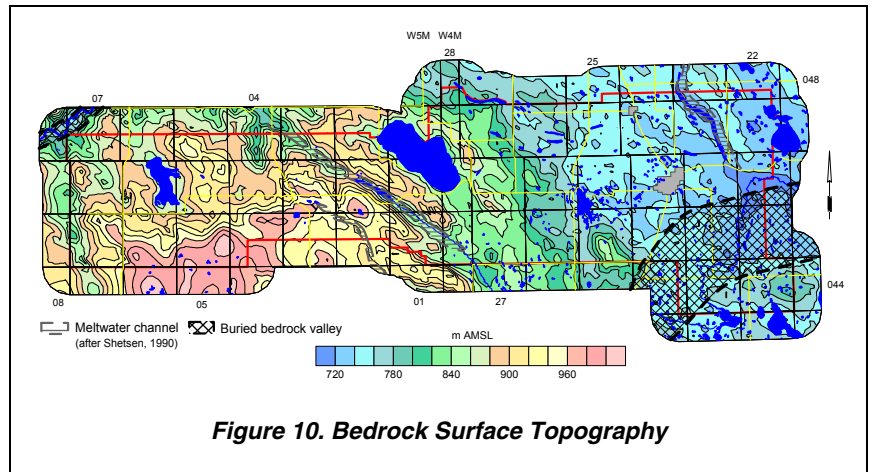 W5M W4M
28
25
22
048
07
04
08
05
01
27
044
Meltwater channel
(after Shetsen, 1990)
Buried bedrock valley
m AMSL
720 780 840 900 960
Figure 10. Bedrock Surface Topography